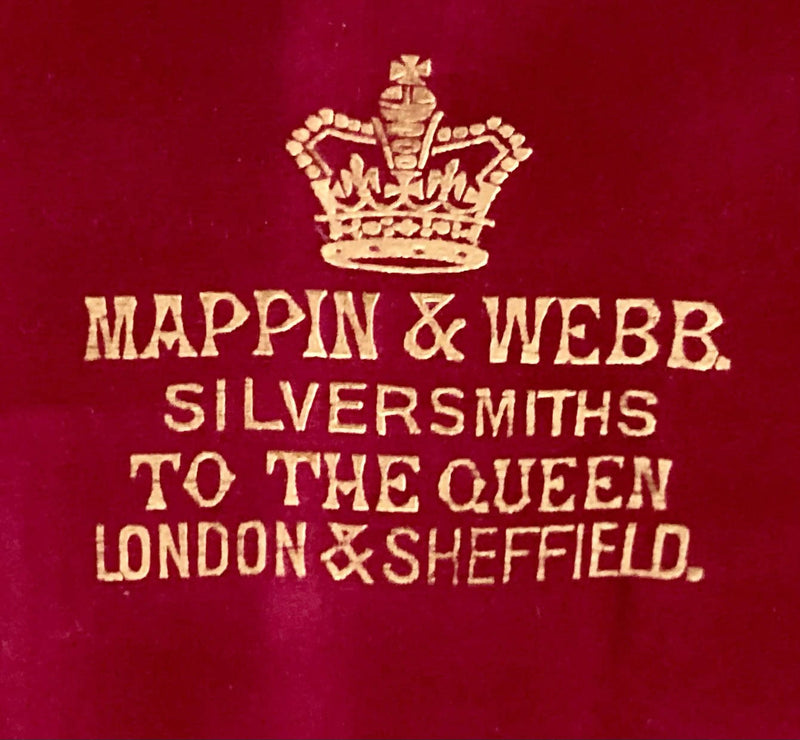 MAPPIN & WEBB.
SILVERSMITHS
TO THE QUEEN
LONDON & SHEFFIELD.